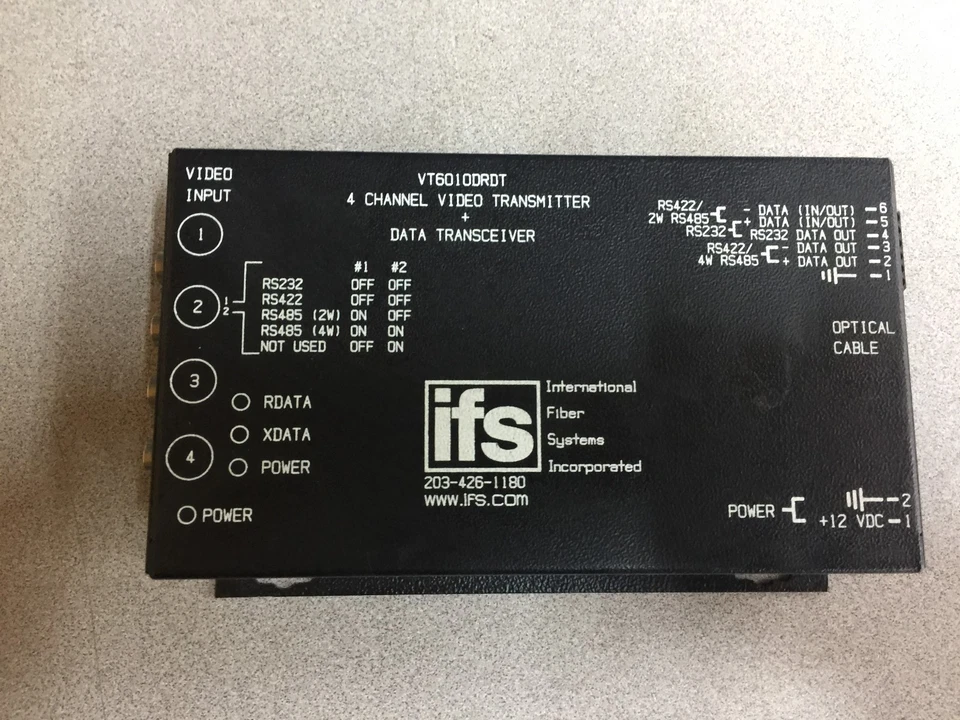 VIDEO
INPUT
1
2
1
2
3
4
VT6010DRDT
4 CHANNEL VIDEO TRANSMITTER
+
DATA TRANSCEIVER
#1 #2
RS232 OFF OFF
RS422 OFF OFF
RS485 (2W) ON OFF
RS485 (4W) ON ON
NOT USED OFF ON
RDATA
XDATA
POWER
POWER
ifs
International
Fiber
Systems
Incorporated
203-426-1180
www.ifs.com
RS422/
2W RS485
- DATA (IN/OUT) - 6
+ DATA (IN/OUT) - 5
RS232
RS232 DATA OUT - 4
RS422/
4W RS485
- DATA OUT - 3
+ DATA OUT - 2
- 1
OPTICAL
CABLE
POWER
- 2
+12 VDC - 1